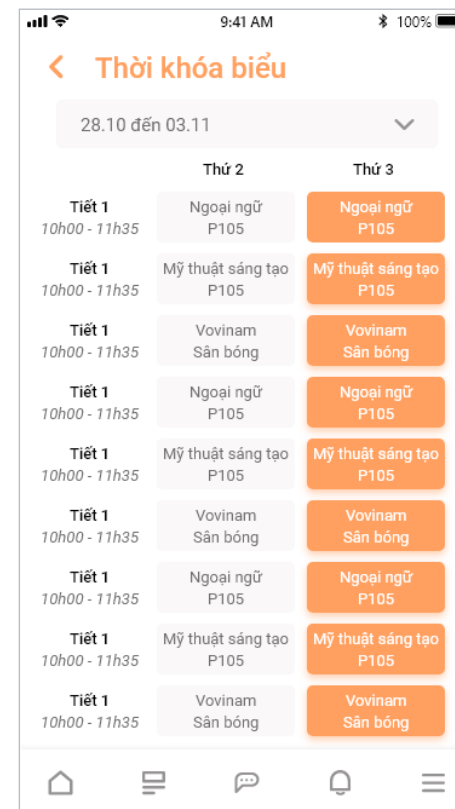 9:41 AM
100%
Thời khóa biểu
28.10 đến 03.11
Thứ 2
Thứ 3
Tiết 1
10h00 - 11h35
Ngoại ngữ
P105
Ngoại ngữ
P105
Tiết 1
10h00 - 11h35
Mỹ thuật sáng tạo
P105
Mỹ thuật sáng tạo
P105
Tiết 1
10h00 - 11h35
Vovinam
Sân bóng
Vovinam
Sân bóng
Tiết 1
10h00 - 11h35
Ngoại ngữ
P105
Ngoại ngữ
P105
Tiết 1
10h00 - 11h35
Mỹ thuật sáng tạo
P105
Mỹ thuật sáng tạo
P105
Tiết 1
10h00 - 11h35
Vovinam
Sân bóng
Vovinam
Sân bóng
Tiết 1
10h00 - 11h35
Ngoại ngữ
P105
Ngoại ngữ
P105
Tiết 1
10h00 - 11h35
Mỹ thuật sáng tạo
P105
Mỹ thuật sáng tạo
P105
Tiết 1
10h00 - 11h35
Vovinam
Sân bóng
Vovinam
Sân bóng